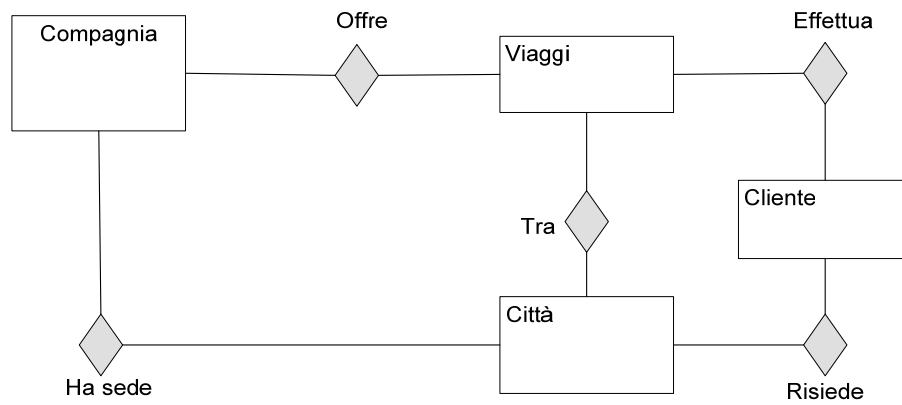 Offre
Effettua
Compagnia
Viaggi
Cliente
Tra
Città
Ha sede
Risiede